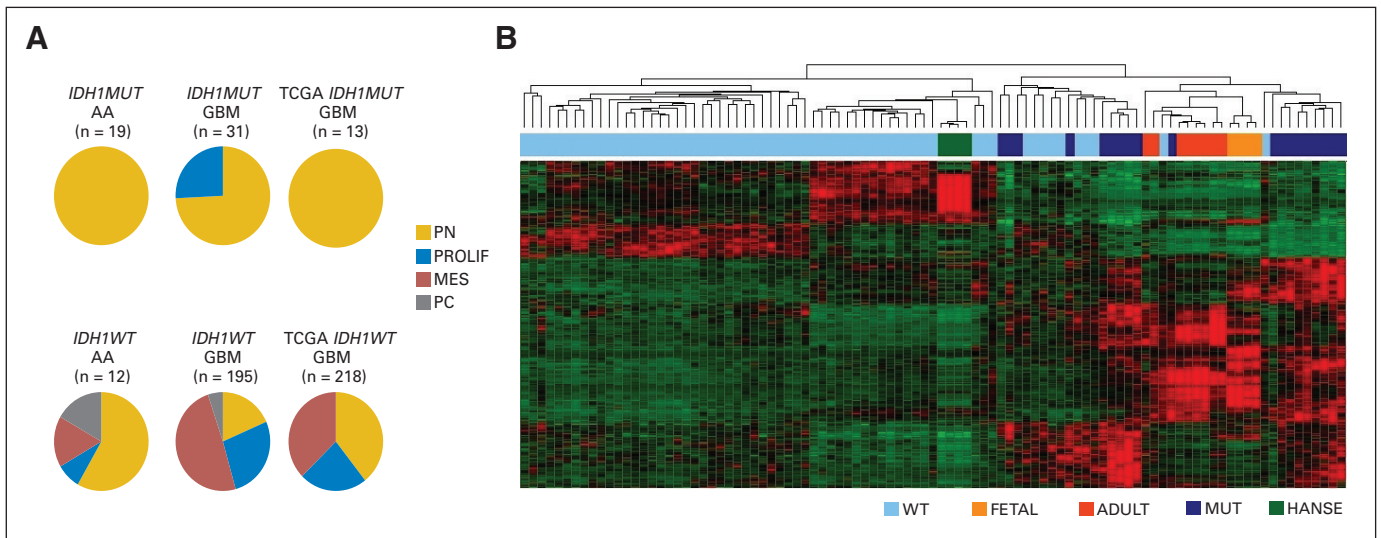 A
B
IDH1MUT
AA
(n = 19)
IDH1MUT
GBM
(n = 31)
TCGA IDH1MUT
GBM
(n = 13)
PN
PROLIF
MES
PC
IDH1WT
AA
(n = 12)
IDH1WT
GBM
(n = 195)
TCGA IDH1WT
GBM
(n = 218)
WT
FETAL
ADULT
MUT
HANSE